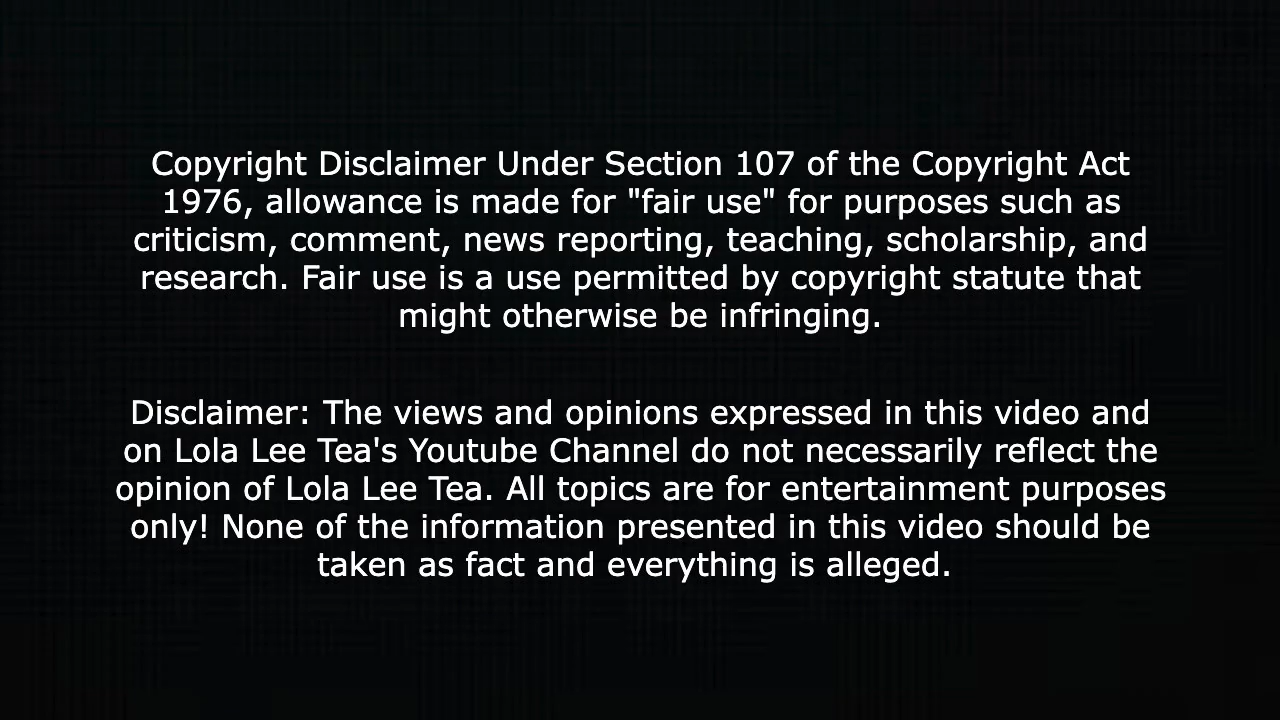 Copyright Disclaimer Under Section 107 of the Copyright Act
1976, allowance is made for "fair use" for purposes such as
criticism, comment, news reporting, teaching, scholarship, and
research. Fair use is a use permitted by copyright statute that
might otherwise be infringing.
Disclaimer: The views and opinions expressed in this video and
on Lola Lee Tea's Youtube Channel do not necessarily reflect the
opinion of Lola Lee Tea. All topics are for entertainment purposes
only! None of the information presented in this video should be
taken as fact and everything is alleged.